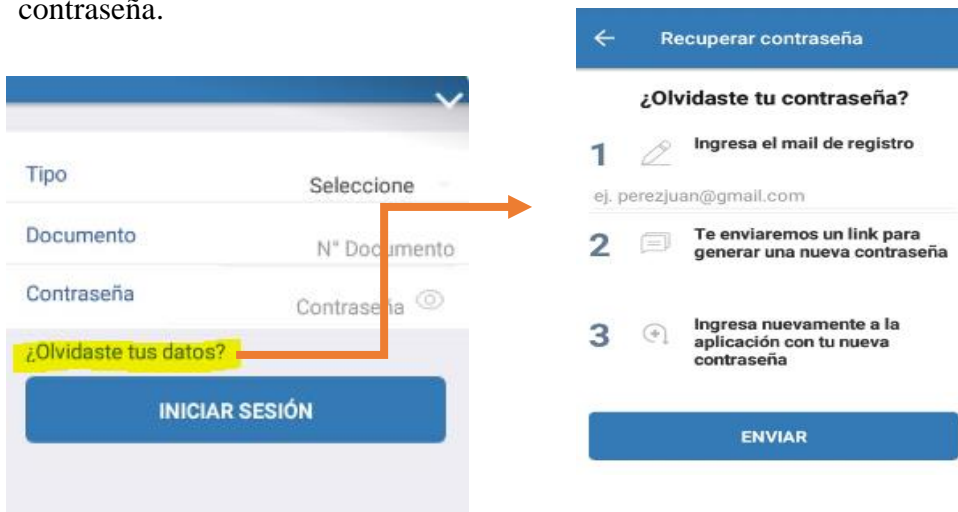 contraseña.
Tipo
Seleccione
Documento
N° Documento
Contraseña
Contraseña
¿Olvidaste tus datos?
INICIAR SESIÓN
Recuperar contraseña
¿Olvidaste tu contraseña?
1 Ingresa el mail de registro
ej. perezjuan@gmail.com
2 Te enviaremos un link para
generar una nueva contraseña
3 Ingresa nuevamente a la
aplicación con tu nueva
contraseña
ENVIAR